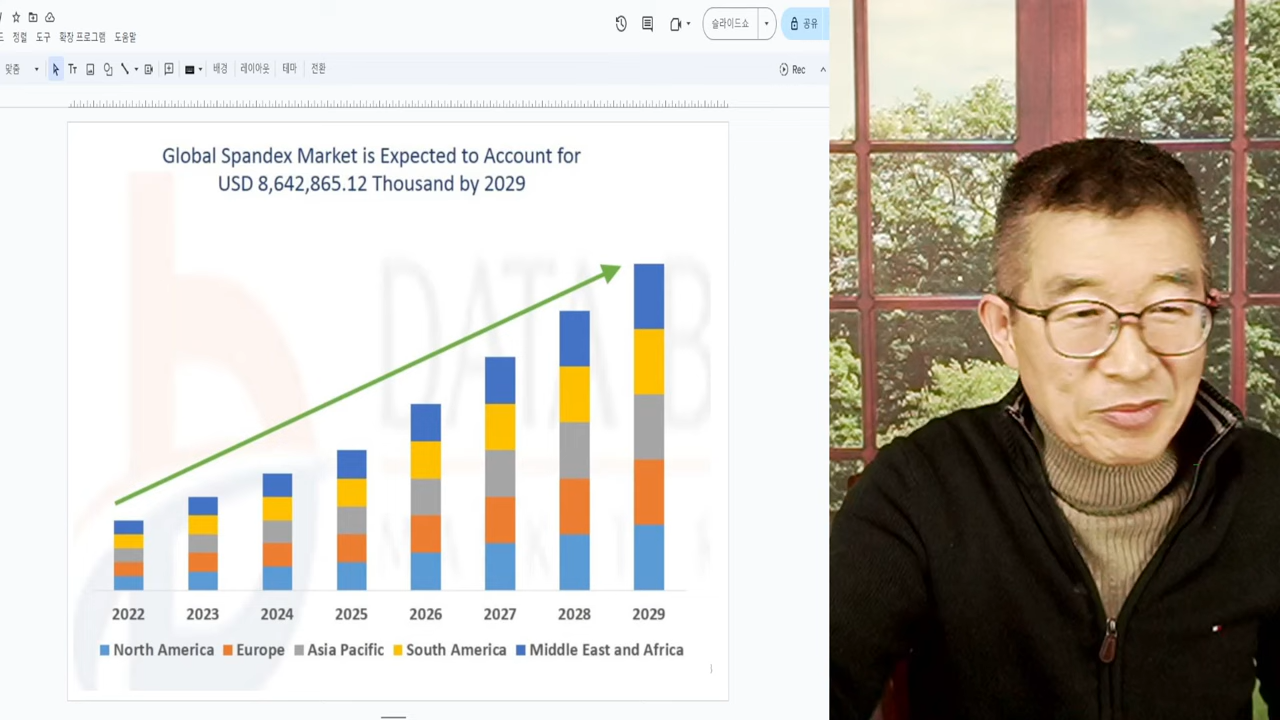 정렬 도구 확장 프로그램 도움말
슬라이드쇼
공유
맞춤
배경 레이아웃 테마 전환
Rec
Global Spandex Market is Expected to Account for
USD 8,642,865.12 Thousand by 2029
DATA B
2022 2023 2024 2025 2026 2027 2028 2029
North America Europe Asia Pacific South America Middle East and Africa